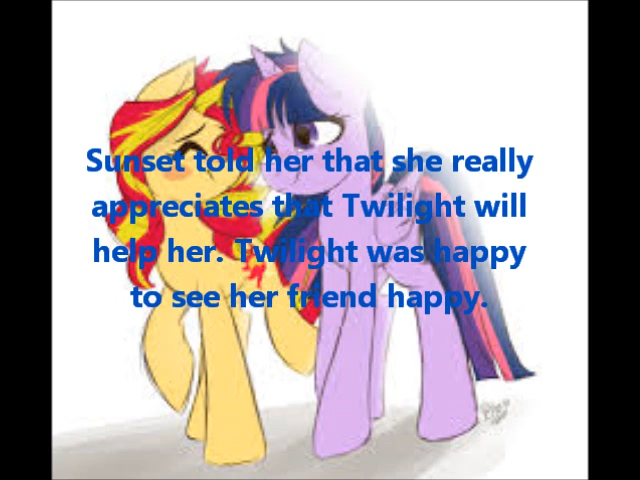 Sunset told her that she really
appreciates that Twilight will
help her. Twilight was happy
to see her friend happy.